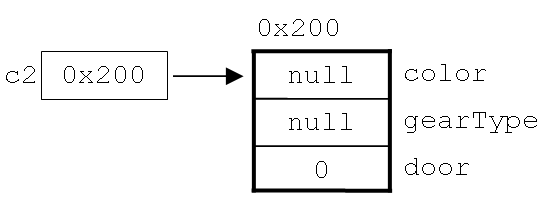 0x200
c2 0x200 null color
null gearType
0 door